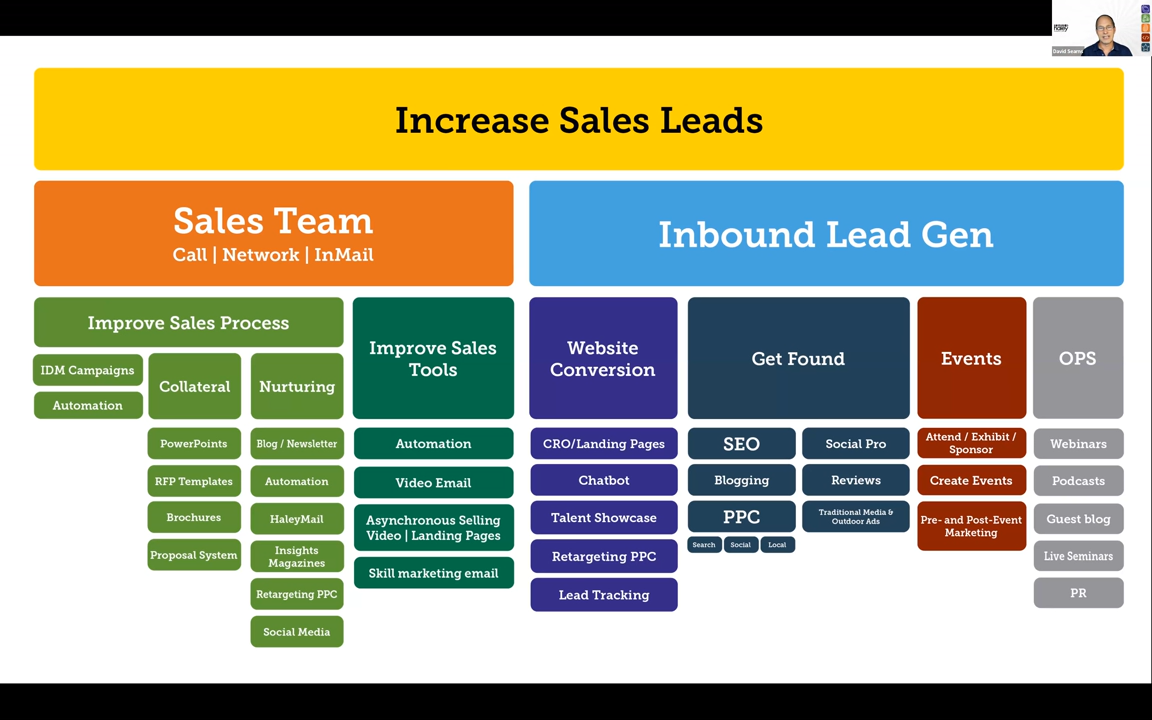 haley
David Searns
Increase Sales Leads
Sales Team
Call | Network | InMail
Inbound Lead Gen
Improve Sales Process
IDM Campaigns
Automation
Collateral
PowerPoints
RFP Templates
Brochures
Proposal System
Nurturing
Blog / Newsletter
Automation
HaleyMail
Insights
Magazines
Retargeting PPC
Social Media
Improve Sales
Tools
Automation
Video Email
Asynchronous Selling
Video | Landing Pages
Skill marketing email
Website
Conversion
CRO/Landing Pages
Chatbot
Talent Showcase
Retargeting PPC
Lead Tracking
Get Found
SEO
Blogging
PPC
Search
Social
Local
Social Pro
Reviews
Traditional Media &
Outdoor Ads
Events
Attend / Exhibit /
Sponsor
Create Events
Pre- and Post-Event
Marketing
OPS
Webinars
Podcasts
Guest blog
Live Seminars
PR